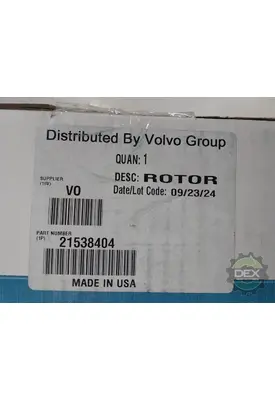 Distributed By Volvo Group
QUAN: 1
SUPPLIER
DESC: ROTOR
VO
Date/Lot Code: 09/23/24
PART NUMBER
(1P)
21538404
MADE IN USA
DEX